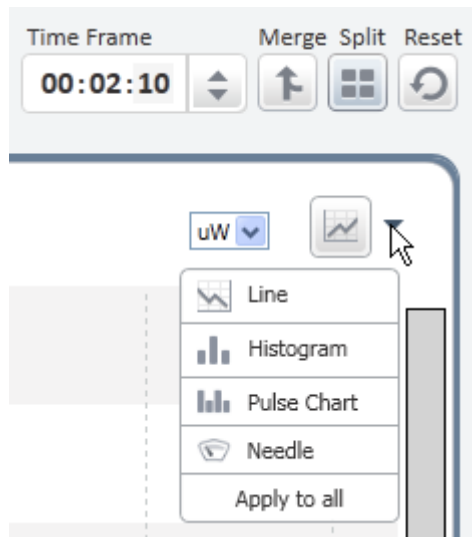 Time Frame Merge Split Reset
00:02:10
uW
Line
Histogram
Pulse Chart
Needle
Apply to all